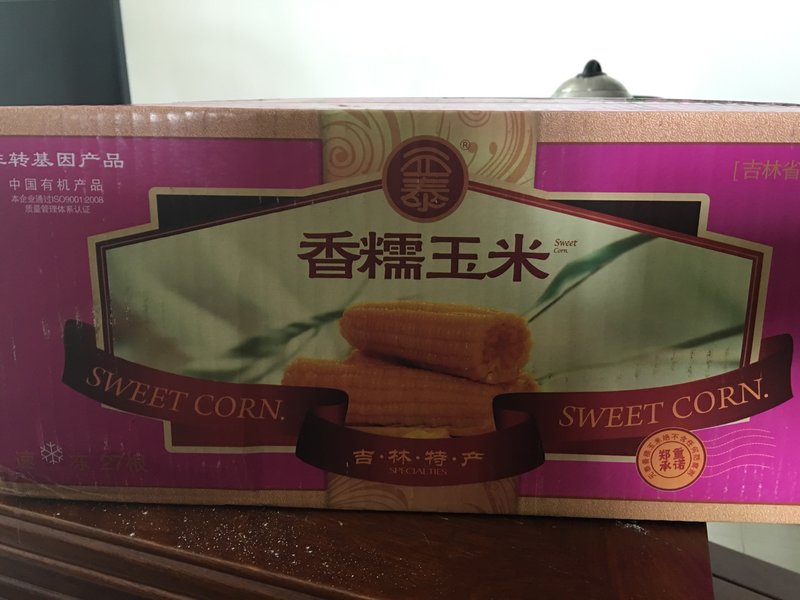 转基因产品
中国有机产品
本企业通过ISO9001:2008
质量管理体系认证
泰
®
[吉林省
香糯玉米
Sweet
Corn.
SWEET CORN.
SWEET CORN.
吉·林·特·产
SPECIALTIES
郑重
承诺